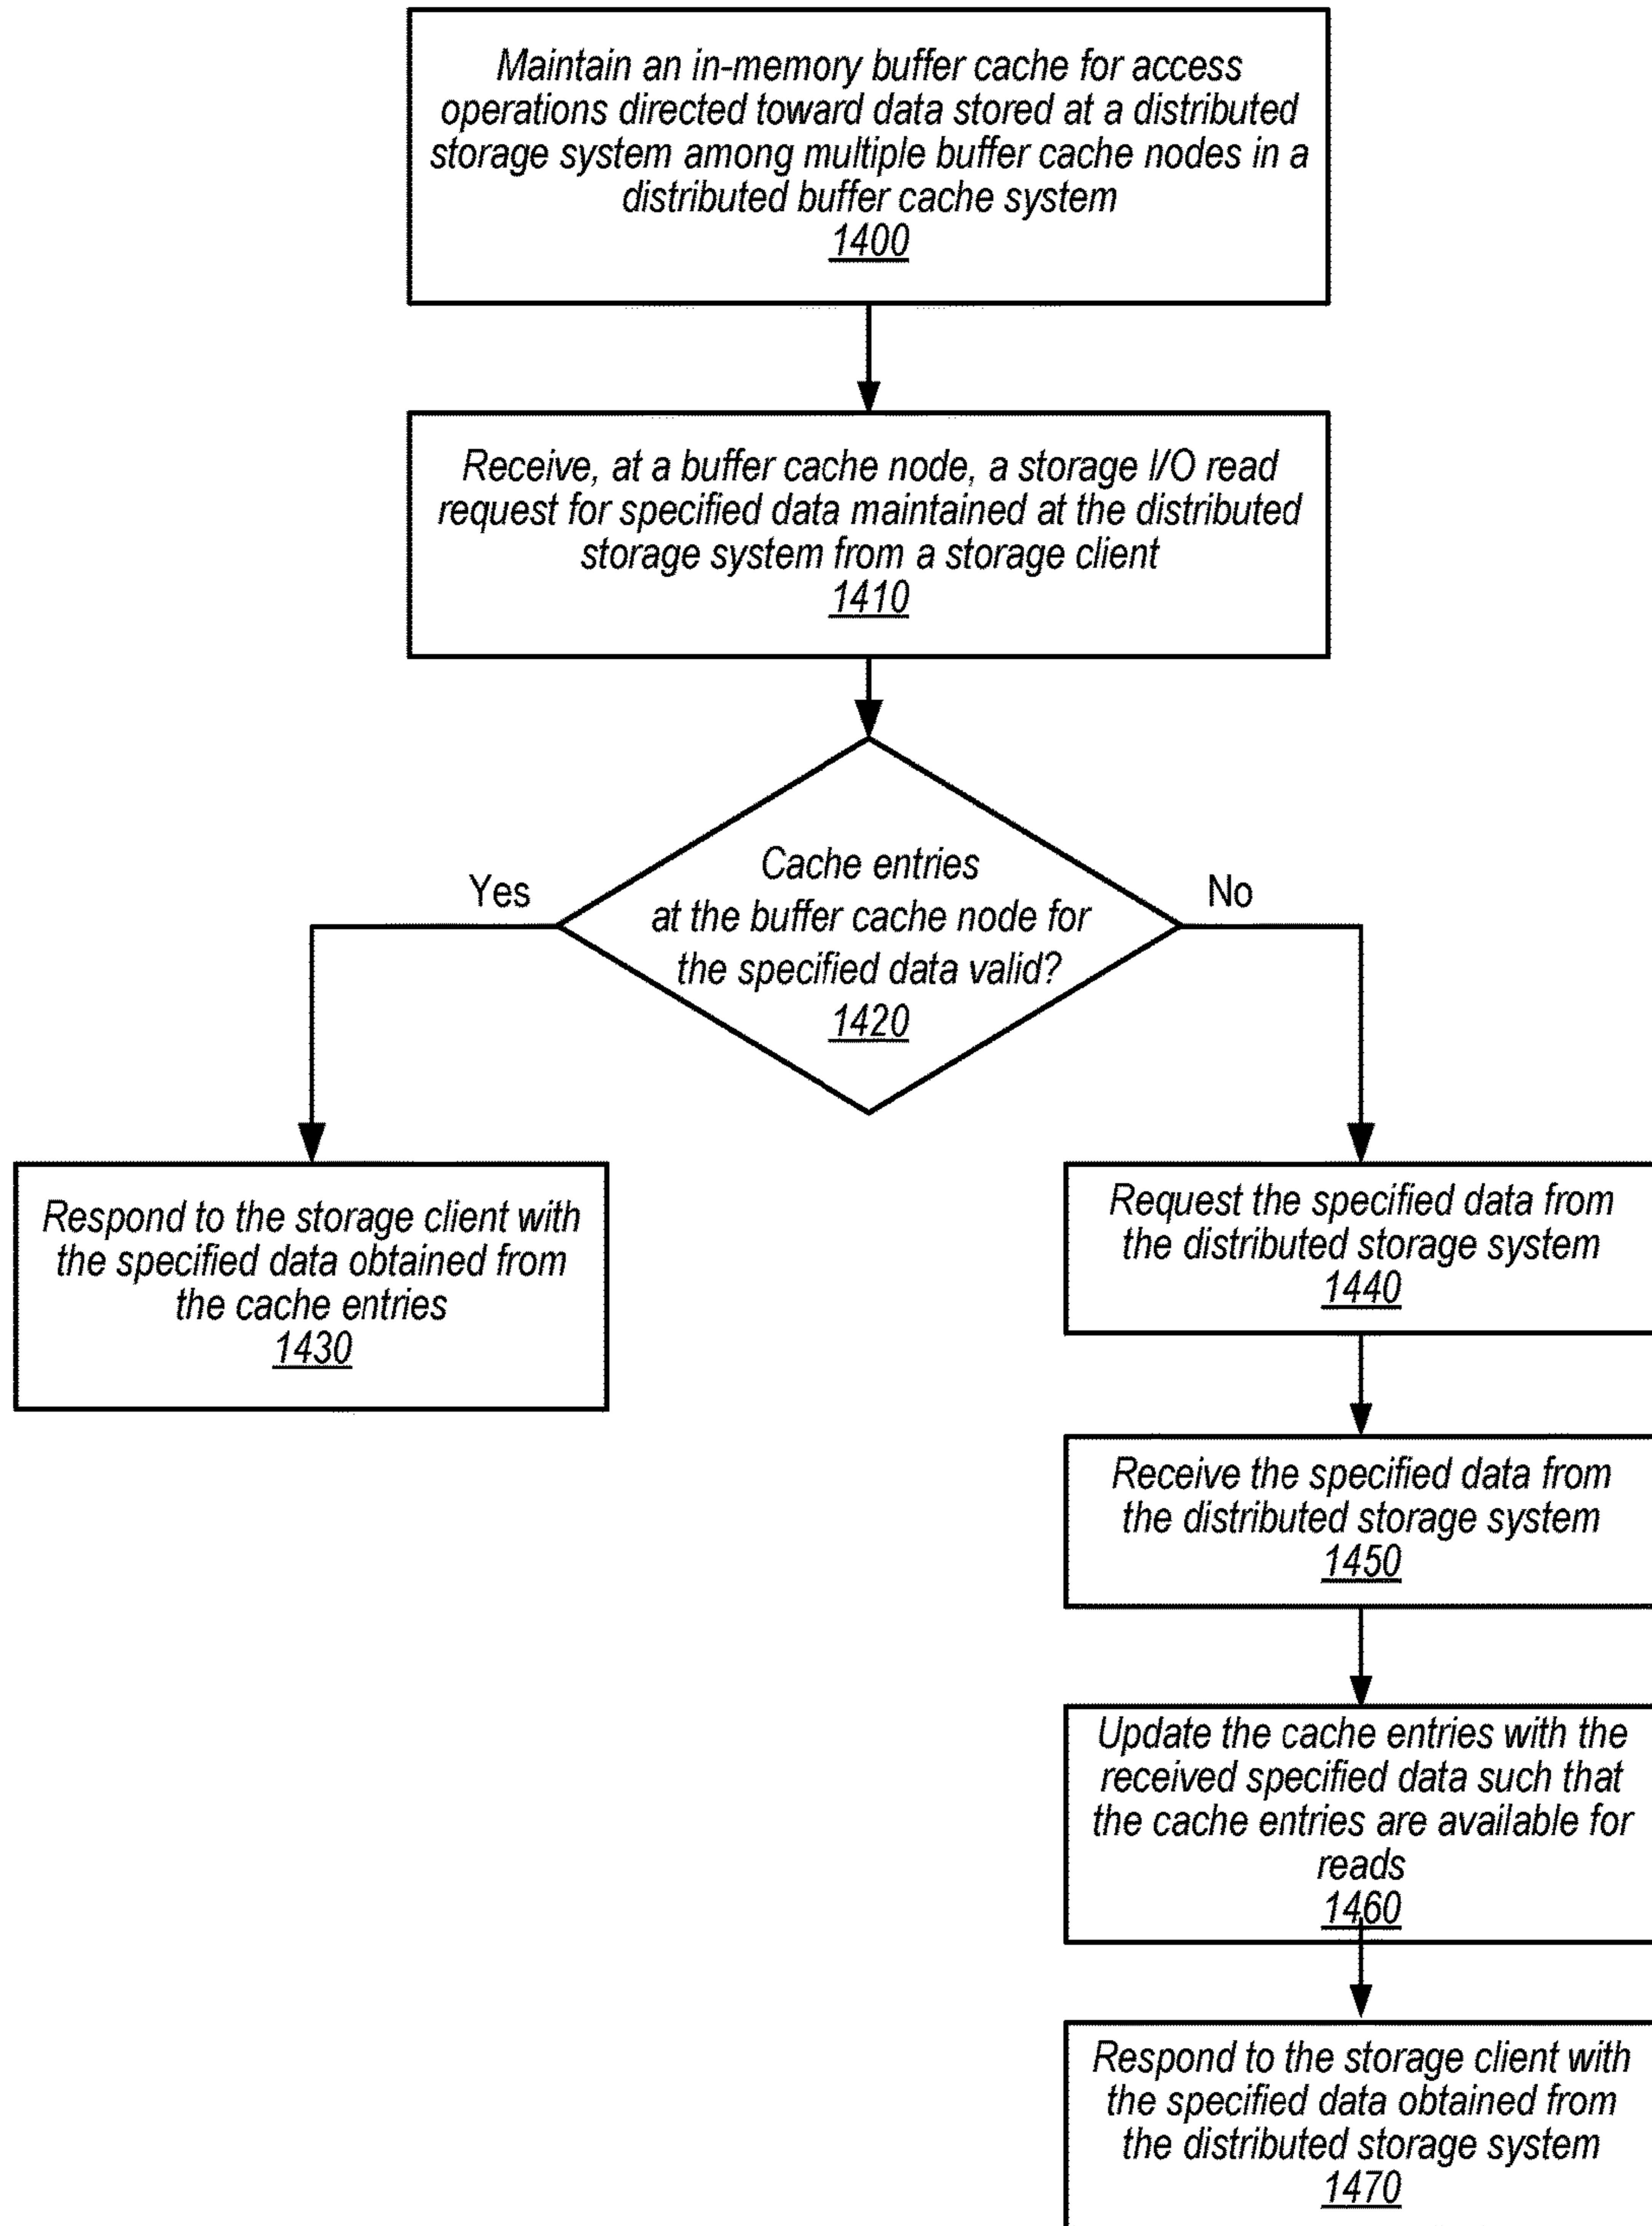 Maintain an in-memory buffer cache for access
operations directed toward data stored at a distributed
storage system among multiple buffer cache nodes in a
distributed buffer cache system
1400
Receive, at a buffer cache node, a storage I/O read
request for specified data maintained at the distributed
storage system from a storage client
1410
Cache entries
at the buffer cache node for
the specified data valid?
1420
Yes
No
Respond to the storage client with
the specified data obtained from
the cache entries
1430
Request the specified data from
the distributed storage system
1440
Receive the specified data from
the distributed storage system
1450
Update the cache entries with the
received specified data such that
the cache entries are available for
reads
1460
Respond to the storage client with
the specified data obtained from
the distributed storage system
1470